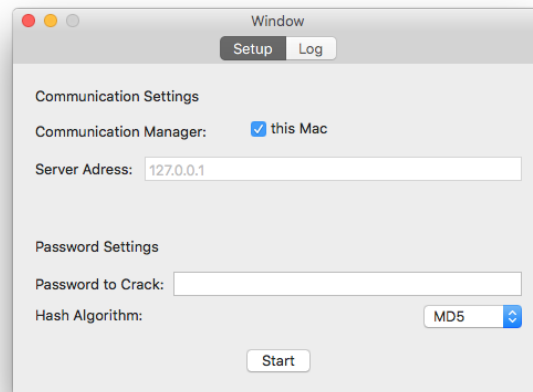 Window
Setup Log
Communication Settings
Communication Manager: this Mac
Server Adress: 127.0.0.1
Password Settings
Password to Crack:
Hash Algorithm: MD5
Start